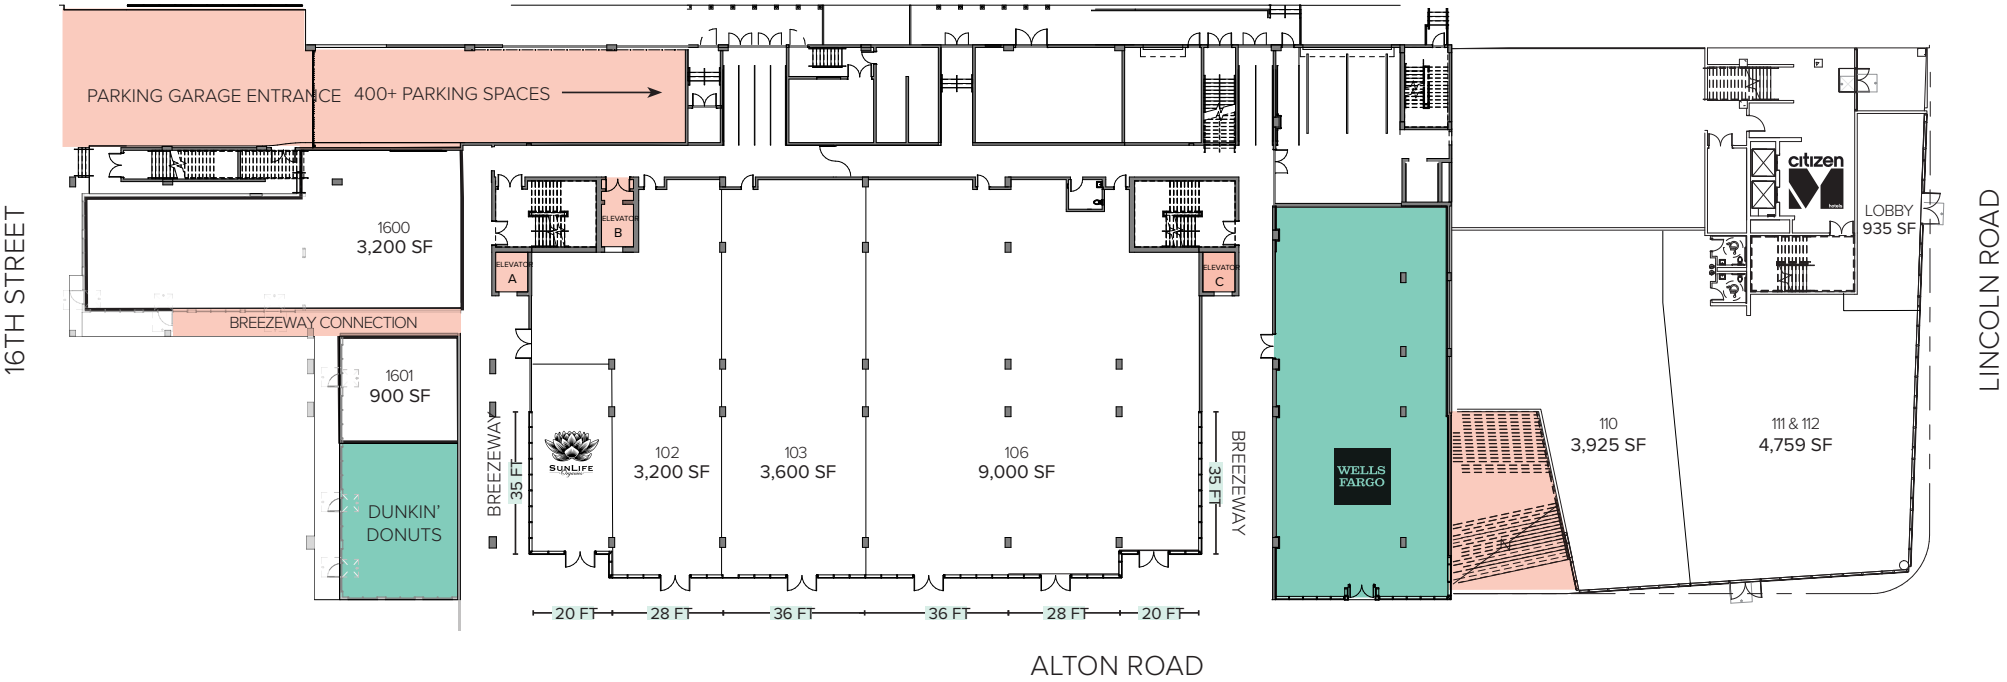 PARKING GARAGE ENTRANCE
400+ PARKING SPACES
16TH STREET
1600
3,200 SF
BREEZEWAY CONNECTION
1601
900 SF
DUNKIN'
DONUTS
ELEVATOR
A
ELEVATOR
B
ELEVATOR
C
BREEZEWAY
35 FT
SUNLIFE
Organics
102
3,200 SF
103
3,600 SF
106
9,000 SF
35 FT
BREEZEWAY
WELLS
FARGO
110
3,925 SF
111 & 112
4,759 SF
citizen
M
hotels
LOBBY
935 SF
LINCOLN ROAD
20 FT
28 FT
36 FT
36 FT
28 FT
20 FT
ALTON ROAD